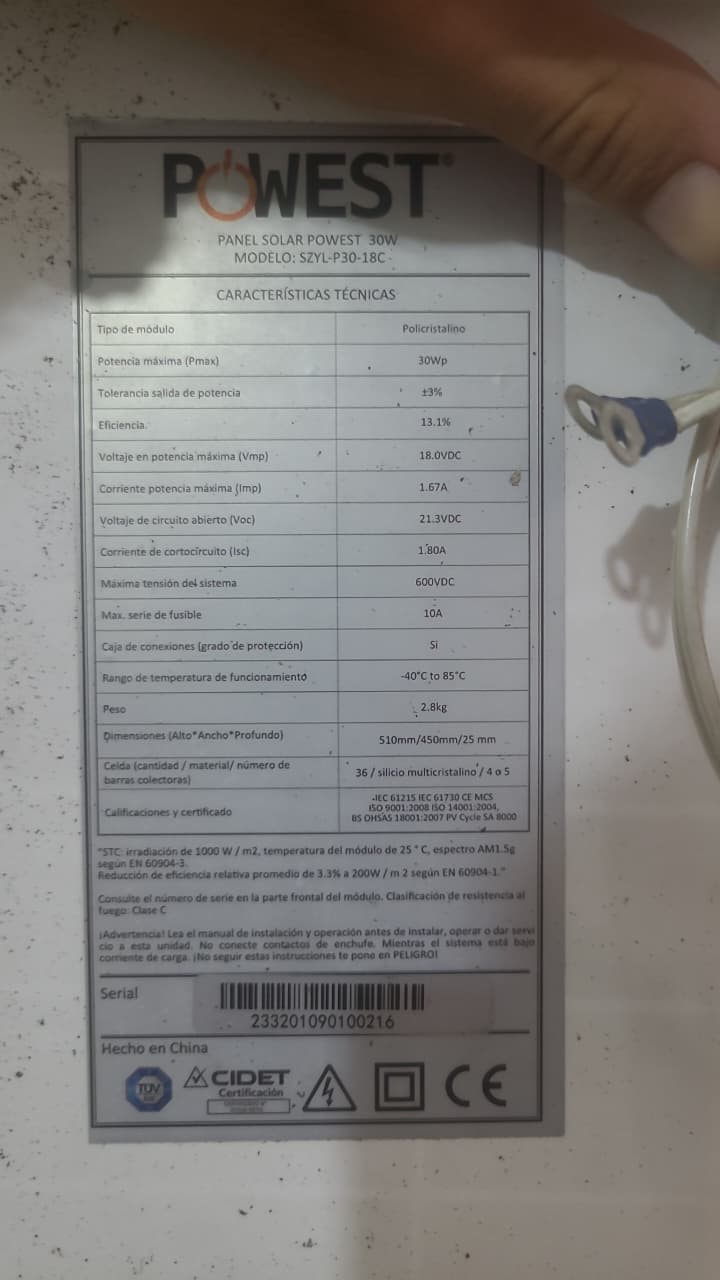 POWEST®
PANEL SOLAR POWEST 30W
MODELO: SZYL-P30-18C
CARACTERÍSTICAS TÉCNICAS
Tipo de módulo Policristalino
Potencia máxima (Pmax) 30Wp
Tolerancia salida de potencia ±3%
Eficiencia 13.1%
Voltaje en potencia máxima (Vmp) 18.0VDC
Corriente potencia máxima (Imp) 1.67A
Voltaje de circuito abierto (Voc) 21.3VDC
Corriente de cortocircuito (Isc) 1.80A
Máxima tensión del sistema 600VDC
Max. serie de fusible 10A
Caja de conexiones (grado de protección) Si
Rango de temperatura de funcionamiento -40°C to 85°C
Peso 2.8kg
Dimensiones (Alto*Ancho*Profundo) 510mm/450mm/25 mm
Celda (cantidad / material/ número de
barras colectoras) 36 / silicio multicristalino / 4 o 5
Calificaciones y certificado
IEC 61215 IEC 61730 CE MCS
ISO 9001:2008 ISO 14001:2004,
BS OHSAS 18001:2007 PV Cycle SA 8000
"STC: irradiación de 1000 W / m2, temperatura del módulo de 25 ° C, espectro AM1.5g
según EN 60904-3.
Reducción de eficiencia relativa promedio de 3.3% a 200W / m 2 según EN 60904-1."
Consulte el número de serie en la parte frontal del módulo. Clasificación de resistencia al
fuego: Clase C
¡Advertencia! Lea el manual de instalación y operación antes de instalar, operar o dar servi
cio a esta unidad. No conecte contactos de enchufe. Mientras el sistema está bajo
corriente de carga. ¡No seguir estas instrucciones te pone en PELIGRO!
Serial
233201090100216
Hecho en China
TÜV
CIDET
Certificación
CE